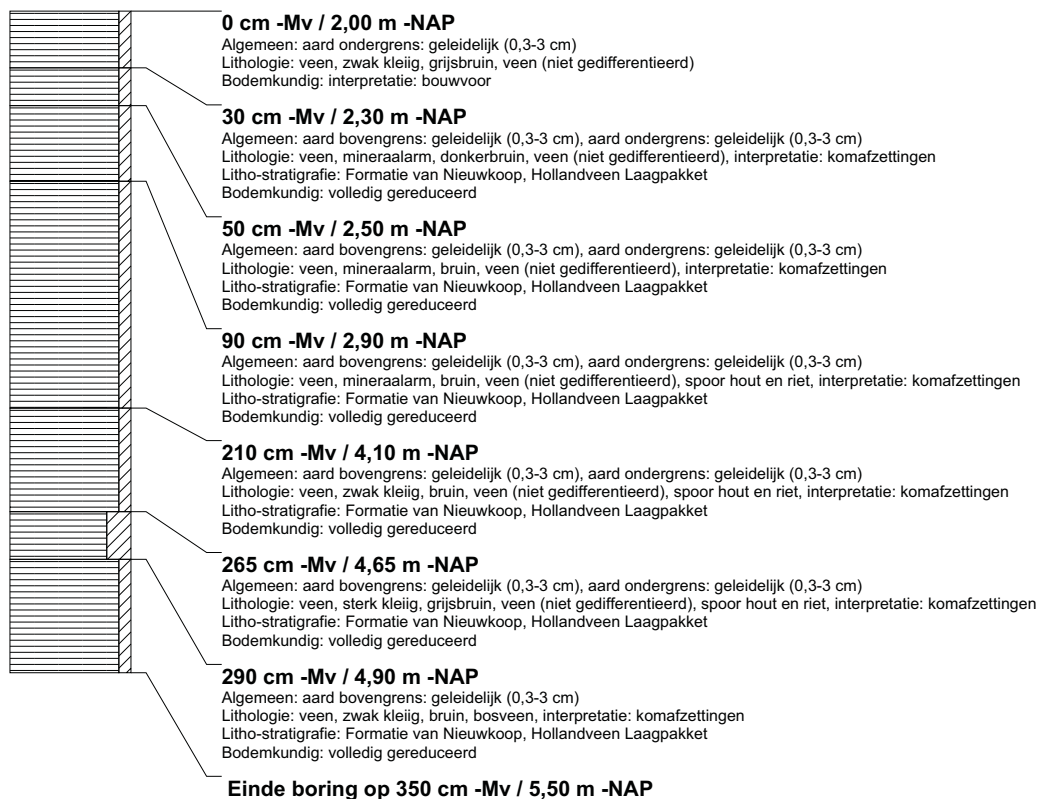 0 cm -Mv / 2,00 m -NAP
Algemeen: aard ondergrens: geleidelijk (0,3-3 cm)
Lithologie: veen, zwak kleiig, grijsbruin, veen (niet gedifferentieerd)
Bodemkundig: interpretatie: bouwvoor
30 cm -Mv / 2,30 m -NAP
Algemeen: aard bovengrens: geleidelijk (0,3-3 cm), aard ondergrens: geleidelijk (0,3-3 cm)
Lithologie: veen, mineraalarm, donkerbruin, veen (niet gedifferentieerd), interpretatie: komafzettingen
Litho-stratigrafie: Formatie van Nieuwkoop, Hollandveen Laagpakket
Bodemkundig: volledig gereduceerd
50 cm -Mv / 2,50 m -NAP
Algemeen: aard bovengrens: geleidelijk (0,3-3 cm), aard ondergrens: geleidelijk (0,3-3 cm)
Lithologie: veen, mineraalarm, bruin, veen (niet gedifferentieerd), interpretatie: komafzettingen
Litho-stratigrafie: Formatie van Nieuwkoop, Hollandveen Laagpakket
Bodemkundig: volledig gereduceerd
90 cm -Mv / 2,90 m -NAP
Algemeen: aard bovengrens: geleidelijk (0,3-3 cm), aard ondergrens: geleidelijk (0,3-3 cm)
Lithologie: veen, mineraalarm, bruin, veen (niet gedifferentieerd), spoor hout en riet, interpretatie: komafzettingen
Litho-stratigrafie: Formatie van Nieuwkoop, Hollandveen Laagpakket
Bodemkundig: volledig gereduceerd
210 cm -Mv / 4,10 m -NAP
Algemeen: aard bovengrens: geleidelijk (0,3-3 cm), aard ondergrens: geleidelijk (0,3-3 cm)
Lithologie: veen, zwak kleiig, bruin, veen (niet gedifferentieerd), spoor hout en riet, interpretatie: komafzettingen
Litho-stratigrafie: Formatie van Nieuwkoop, Hollandveen Laagpakket
Bodemkundig: volledig gereduceerd
265 cm -Mv / 4,65 m -NAP
Algemeen: aard bovengrens: geleidelijk (0,3-3 cm), aard ondergrens: geleidelijk (0,3-3 cm)
Lithologie: veen, sterk kleiig, grijsbruin, veen (niet gedifferentieerd), spoor hout en riet, interpretatie: komafzettingen
Litho-stratigrafie: Formatie van Nieuwkoop, Hollandveen Laagpakket
Bodemkundig: volledig gereduceerd
290 cm -Mv / 4,90 m -NAP
Algemeen: aard bovengrens: geleidelijk (0,3-3 cm)
Lithologie: veen, zwak kleiig, bruin, bosveen, interpretatie: komafzettingen
Litho-stratigrafie: Formatie van Nieuwkoop, Hollandveen Laagpakket
Bodemkundig: volledig gereduceerd
Einde boring op 350 cm -Mv / 5,50 m -NAP